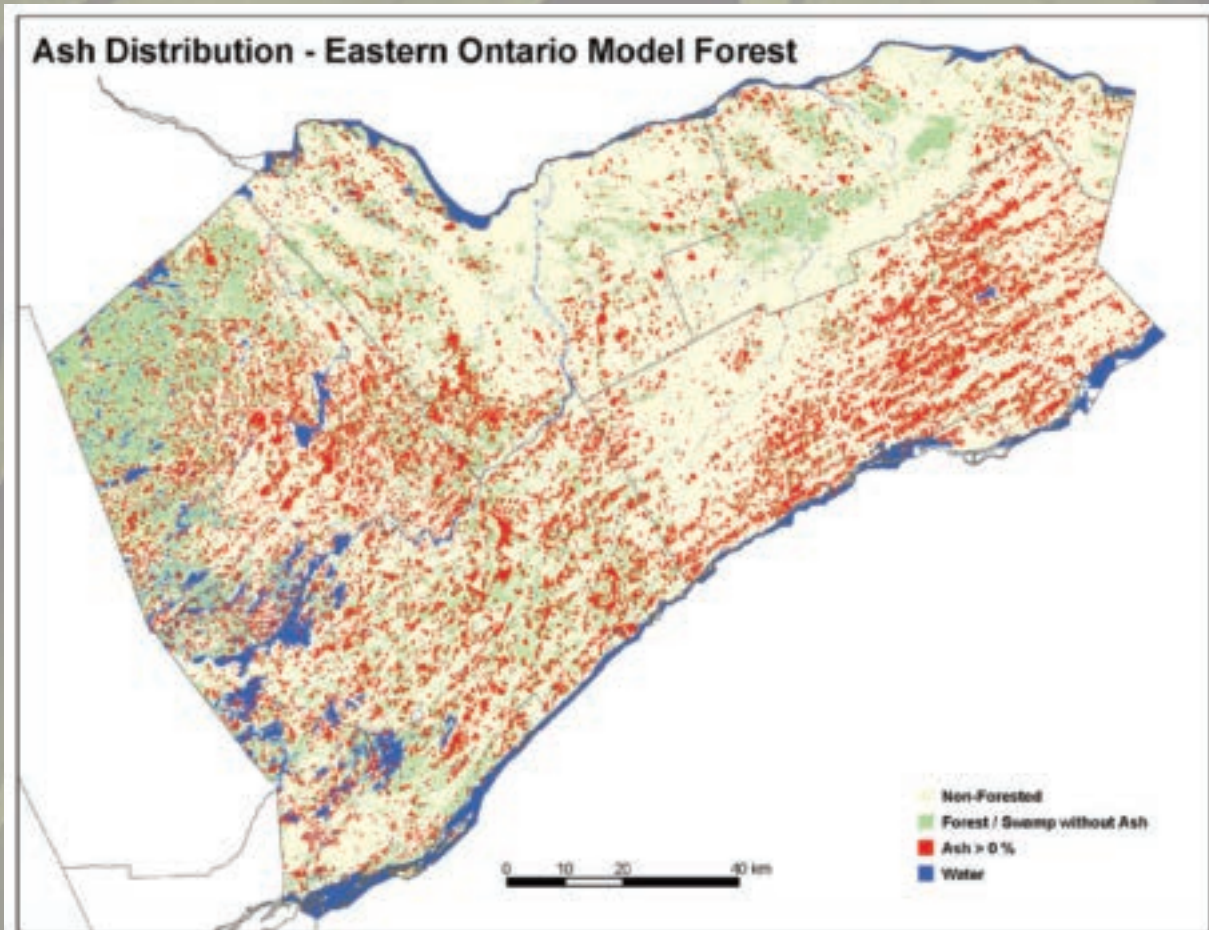 Ash Distribution - Eastern Ontario Model Forest
Non-Forested
Forest / Swamp without Ash
Ash > 0 %
Water
0 10 20 40 km